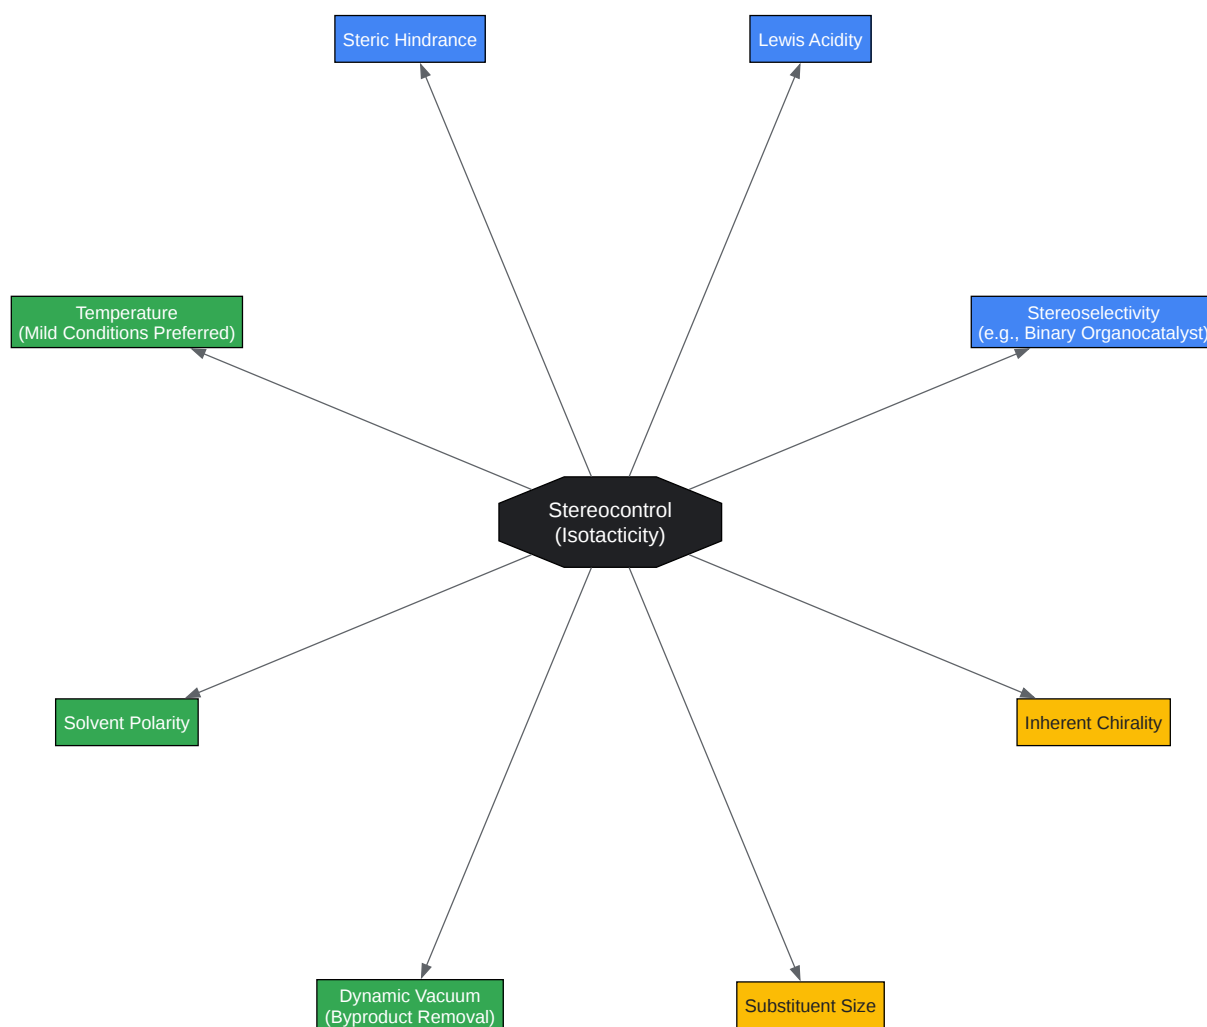 Steric Hindrance
Lewis Acidity
Temperature
(Mild Conditions Preferred)
Stereoselectivity
(e.g., Binary Organocatalyst)
Stereocontrol
(Isotacticity)
Solvent Polarity
Inherent Chirality
Dynamic Vacuum
(Byproduct Removal)
Substituent Size